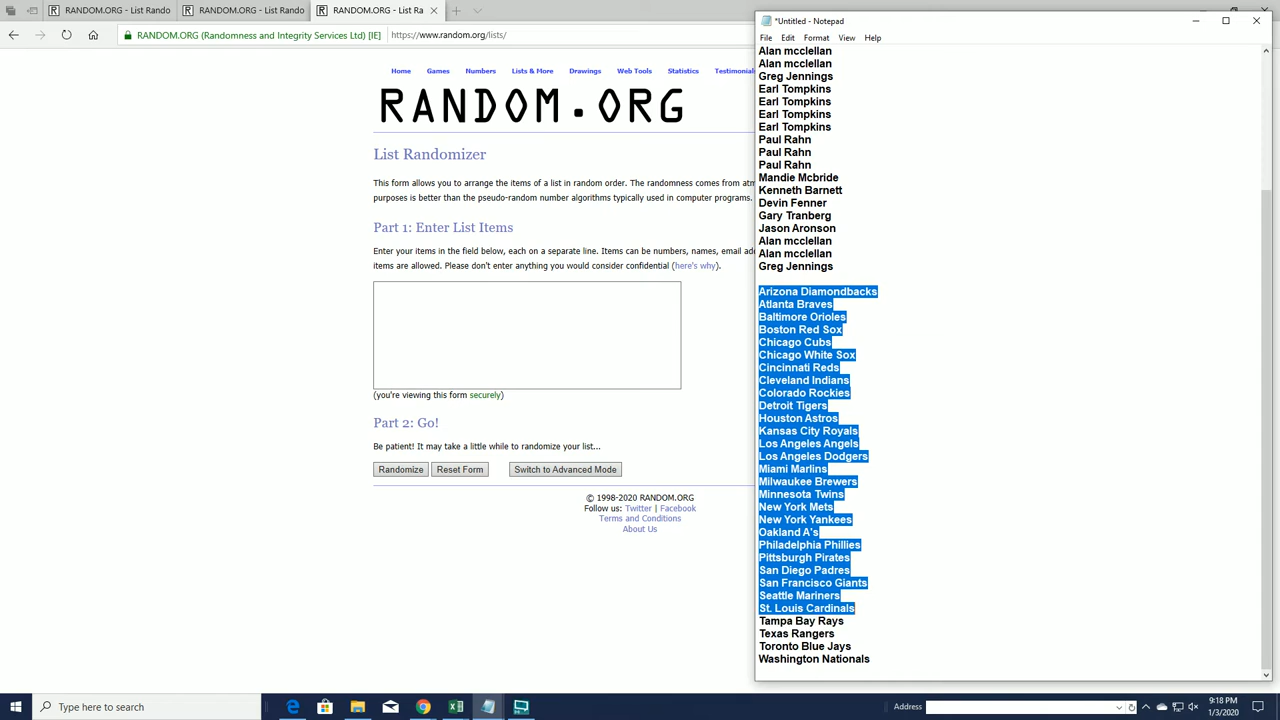 RANDOM.ORG - List Rando
RANDOM.ORG - List Rando
RANDOM.ORG - List Ra
RANDOM.ORG (Randomness and Integrity Services Ltd) [IE]
https://www.random.org/lists/
Home Games Numbers Lists & More Drawings Web Tools Statistics Testimonials
RANDOM.ORG
List Randomizer
This form allows you to arrange the items of a list in random order. The randomness comes from atm
purposes is better than the pseudo-random number algorithms typically used in computer programs.
Part 1: Enter List Items
Enter your items in the field below, each on a separate line. Items can be numbers, names, email add
items are allowed. Please don't enter anything you would consider confidential (here's why).
(you're viewing this form securely)
Part 2: Go!
Be patient! It may take a little while to randomize your list...
Randomize Reset Form Switch to Advanced Mode
© 1998-2020 RANDOM.ORG
Follow us: Twitter | Facebook
Terms and Conditions
About Us
*Untitled - Notepad
File Edit Format View Help
Alan mcclellan
Alan mcclellan
Greg Jennings
Earl Tompkins
Earl Tompkins
Earl Tompkins
Earl Tompkins
Paul Rahn
Paul Rahn
Paul Rahn
Mandie Mcbride
Kenneth Barnett
Devin Fenner
Gary Tranberg
Jason Aronson
Alan mcclellan
Alan mcclellan
Greg Jennings
Arizona Diamondbacks
Atlanta Braves
Baltimore Orioles
Boston Red Sox
Chicago Cubs
Chicago White Sox
Cincinnati Reds
Cleveland Indians
Colorado Rockies
Detroit Tigers
Houston Astros
Kansas City Royals
Los Angeles Angels
Los Angeles Dodgers
Miami Marlins
Milwaukee Brewers
Minnesota Twins
New York Mets
New York Yankees
Oakland A's
Philadelphia Phillies
Pittsburgh Pirates
San Diego Padres
San Francisco Giants
Seattle Mariners
St. Louis Cardinals
Tampa Bay Rays
Texas Rangers
Toronto Blue Jays
Washington Nationals
Type here to search
Address
9:18 PM
1/3/2020